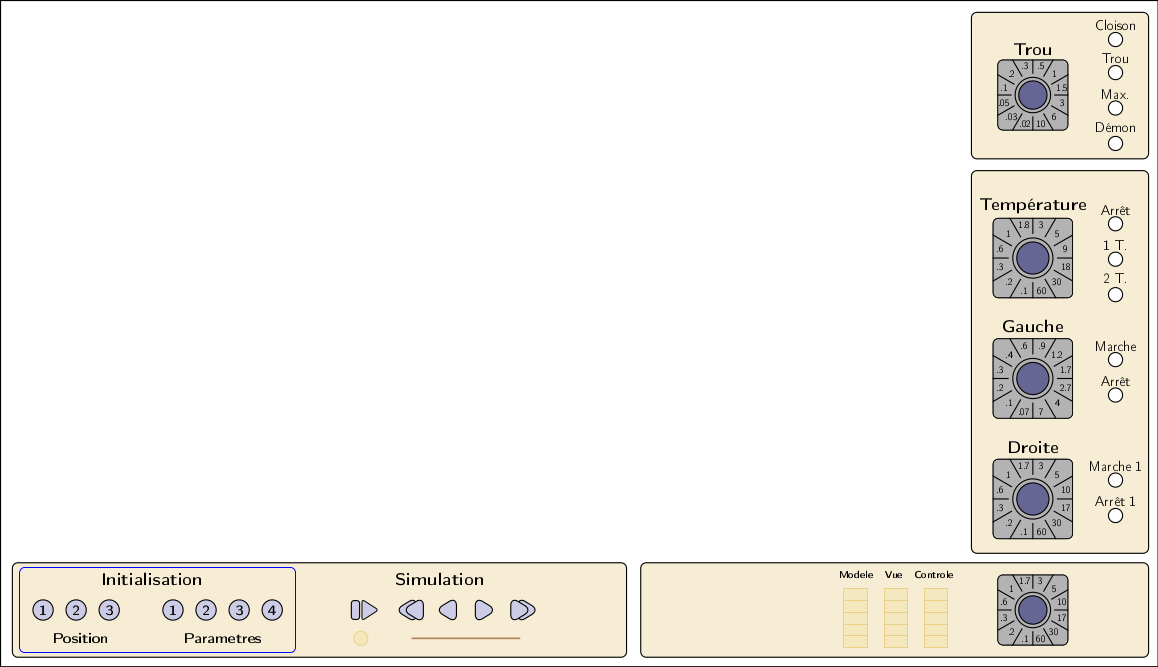 Cloison
Trou
Trou
.3 .5
.2 1
.1 1.5
.05 3
.03 6
.02 10
Max.
Démon
Température
Arrêt
1.8 3
1 5
.6 9
.3 18
.2 30
.1 60
1 T.
2 T.
Gauche
Marche
.6 .9
.4 1.2
.3 1.7
.2 2.7
.1 4
.07 7
Arrêt
Droite
Marche 1
1.7 3
1 5
.6 10
.3 17
.2 30
.1 60
Arrêt 1
Initialisation
1 2 3 1 2 3 4
Position Parametres
Simulation
Modele Vue Controle
1.7 3
1 5
.6 10
.3 17
.2 30
.1 60